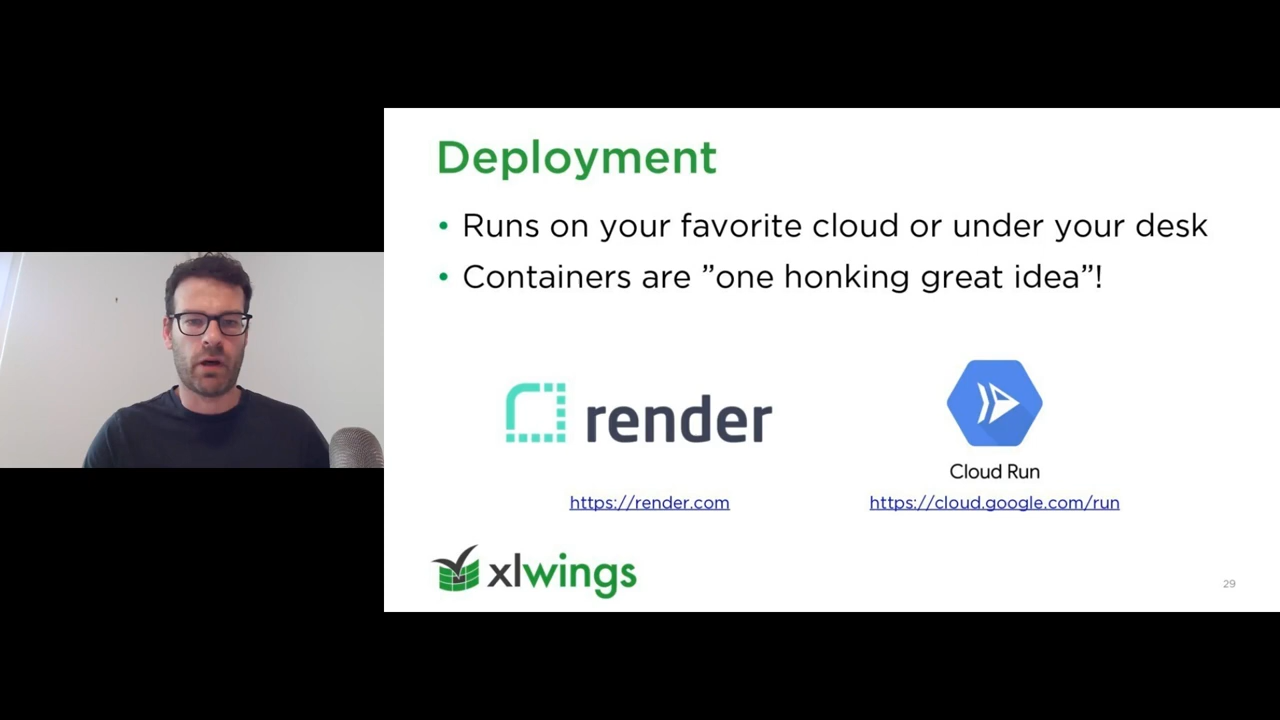 Deployment
• Runs on your favorite cloud or under your desk
• Containers are ”one honking great idea”!
render
Cloud Run
https://render.com
https://cloud.google.com/run
xlwings
29